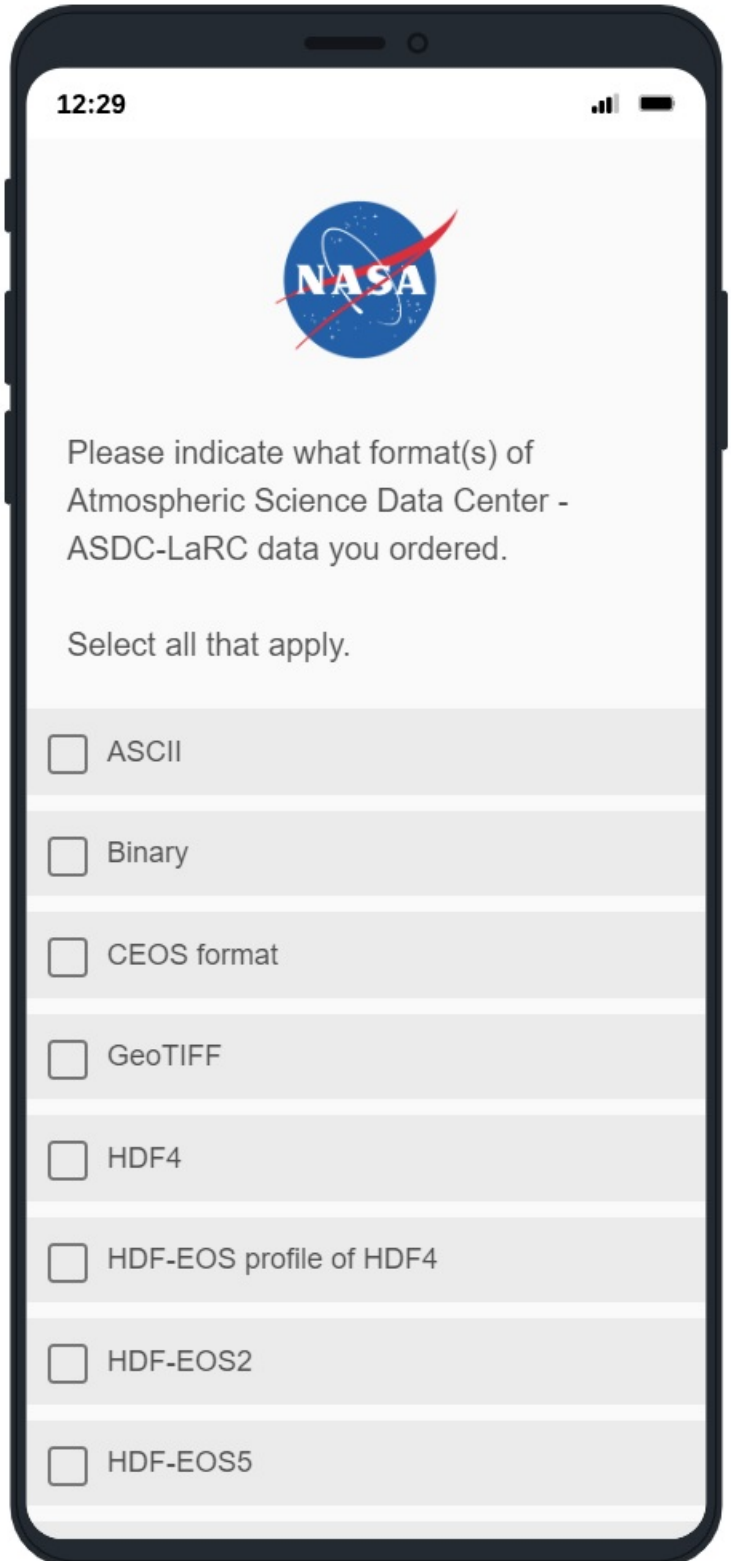 12:29
NASA
Please indicate what format(s) of
Atmospheric Science Data Center -
ASDC-LaRC data you ordered.
Select all that apply.
ASCII
Binary
CEOS format
GeoTIFF
HDF4
HDF-EOS profile of HDF4
HDF-EOS2
HDF-EOS5